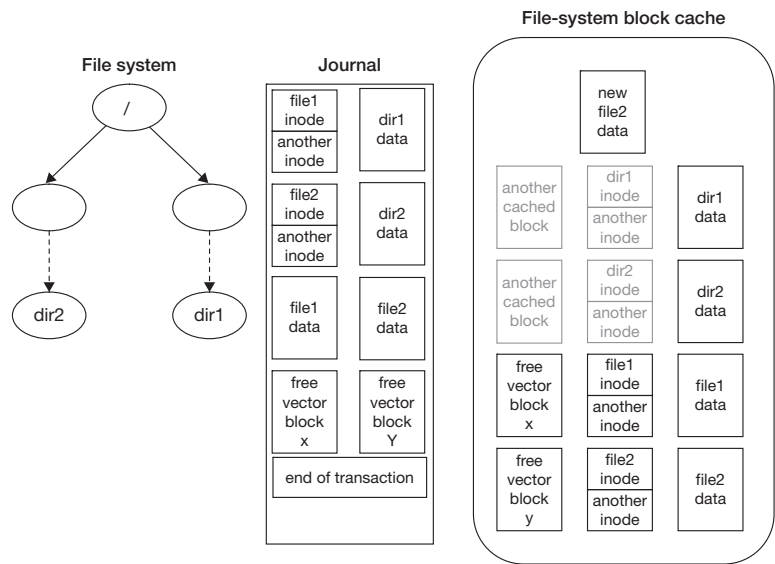 File system
/
dir2
dir1
Journal
file1
inode
another
inode
dir1
data
file2
inode
another
inode
dir2
data
file1
data
file2
data
free
vector
block
x
free
vector
block
Y
end of transaction
File-system block cache
new
file2
data
another
cached
block
dir1
inode
another
inode
dir1
data
another
cached
block
dir2
inode
another
inode
dir2
data
free
vector
block
x
file1
inode
another
inode
file1
data
free
vector
block
y
file2
inode
another
inode
file2
data